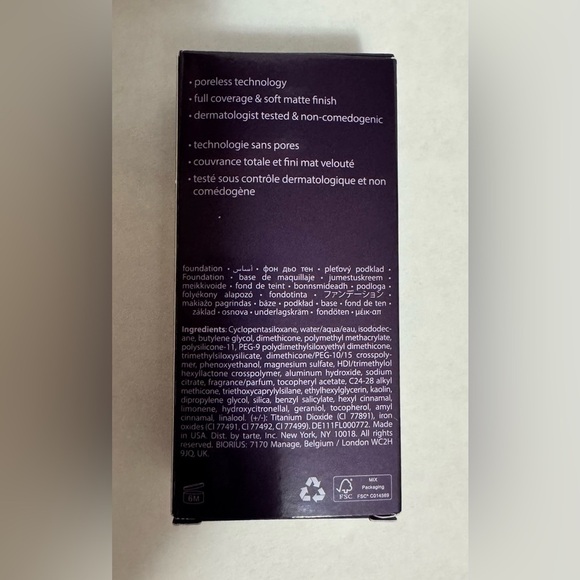 • poreless technology
• full coverage & soft matte finish
• dermatologist tested & non-comedogenic
• technologie sans pores
• couvrance totale et fini mat velouté
• testé sous contrôle dermatologique et non
comédogène
foundation • أساس • фон дьо тен • pleťový podklad •
Foundation • base de maquillaje • jumestuskreem •
meikkivoide • fond de teint • bonnsmideadh • podloga •
folyékony alapozó • fondotinta • ファンデーション •
makiažo pagrindas • bāze • podkład • base • fond de ten •
základ • osnova • underlagskräm • fondöten • μέικ-απ
Ingredients: Cyclopentasiloxane, water/aqua/eau, isododec-
ane, butylene glycol, dimethicone, polymethyl methacrylate,
polysilicone-11, PEG-9 polydimethylsiloxyethyl dimethicone,
trimethylsiloxysilicate, dimethicone/PEG-10/15 crosspoly-
mer, phenoxyethanol, magnesium sulfate, HDI/trimethylol
hexyllactone crosspolymer, aluminum hydroxide, sodium
citrate, fragrance/parfum, tocopheryl acetate, C24-28 alkyl
methicone, triethoxycaprylylsilane, ethylhexylglycerin, kaolin,
dipropylene glycol, silica, benzyl salicylate, hexyl cinnamal,
limonene, hydroxycitronellal, geraniol, tocopherol, amyl
cinnamal, linalool. (+/-): Titanium Dioxide (CI 77891), iron
oxides (CI 77491, CI 77492, CI 77499). DE111FL000772. Made
in USA. Dist. by tarte, Inc. New York, NY 10018. All rights
reserved. BIORIUS: 7170 Manage, Belgium / London WC2H
9JQ, UK.
6M
FSC
MIX
Packaging
FSC® C014989